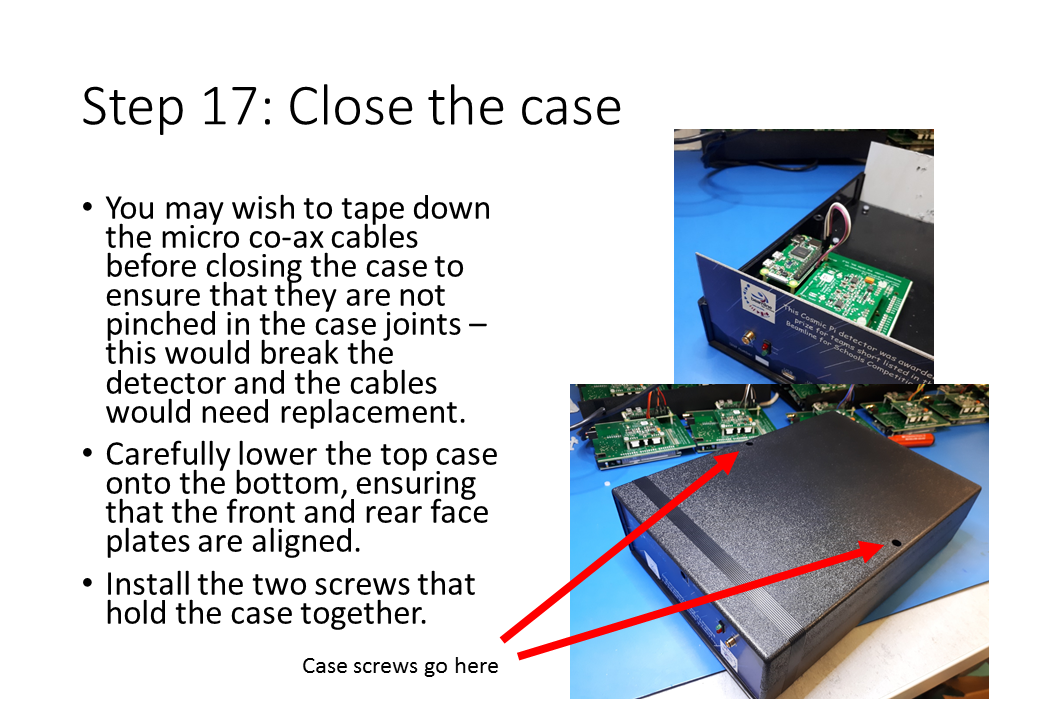 Step 17: Close the case
• You may wish to tape down
the micro co-ax cables
before closing the case to
ensure that they are not
pinched in the case joints –
this would break the
detector and the cables
would need replacement.
• Carefully lower the top case
onto the bottom, ensuring
that the front and rear face
plates are aligned.
• Install the two screws that
hold the case together.
Case screws go here
This Cosmic Pi detector was awarded
prize for teams short listed in
Beamline for Schools Competiti